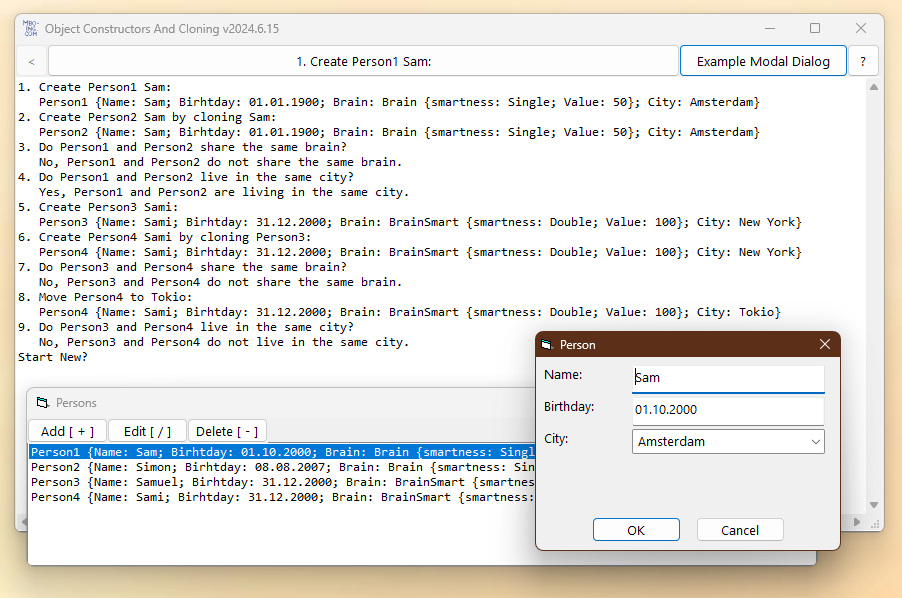 MBO-
ING.
COM
Object Constructors And Cloning v2024.6.15
<
1. Create Person1 Sam:
Example Modal Dialog
?
1. Create Person1 Sam:
Person1 {Name: Sam; Birhtday: 01.01.1900; Brain: Brain {smartness: Single; Value: 50}; City: Amsterdam}
2. Create Person2 Sam by cloning Sam:
Person2 {Name: Sam; Birhtday: 01.01.1900; Brain: Brain {smartness: Single; Value: 50}; City: Amsterdam}
3. Do Person1 and Person2 share the same brain?
No, Person1 and Person2 do not share the same brain.
4. Do Person1 and Person2 live in the same city?
Yes, Person1 and Person2 are living in the same city.
5. Create Person3 Sami:
Person3 {Name: Sami; Birhtday: 31.12.2000; Brain: BrainSmart {smartness: Double; Value: 100}; City: New York}
6. Create Person4 Sami by cloning Person3:
Person4 {Name: Sami; Birhtday: 31.12.2000; Brain: BrainSmart {smartness: Double; Value: 100}; City: New York}
7. Do Person3 and Person4 share the same brain?
No, Person3 and Person4 do not share the same brain.
8. Move Person4 to Tokio:
Person4 {Name: Sami; Birhtday: 31.12.2000; Brain: BrainSmart {smartness: Double; Value: 100}; City: Tokio}
9. Do Person3 and Person4 live in the same city?
No, Person3 and Person4 do not live in the same city.
Start New?
Persons
Add [ + ]
Edit [ / ]
Delete [ - ]
Person1 {Name: Sam; Birhtday: 01.10.2000; Brain: Brain {smartness: Singl
Person2 {Name: Simon; Birhtday: 08.08.2007; Brain: Brain {smartness: Sin
Person3 {Name: Samuel; Birhtday: 31.12.2000; Brain: BrainSmart {smartnes
Person4 {Name: Sami; Birhtday: 31.12.2000; Brain: BrainSmart {smartness:
Person
Name:
Sam
Birthday:
01.10.2000
City:
Amsterdam
OK
Cancel